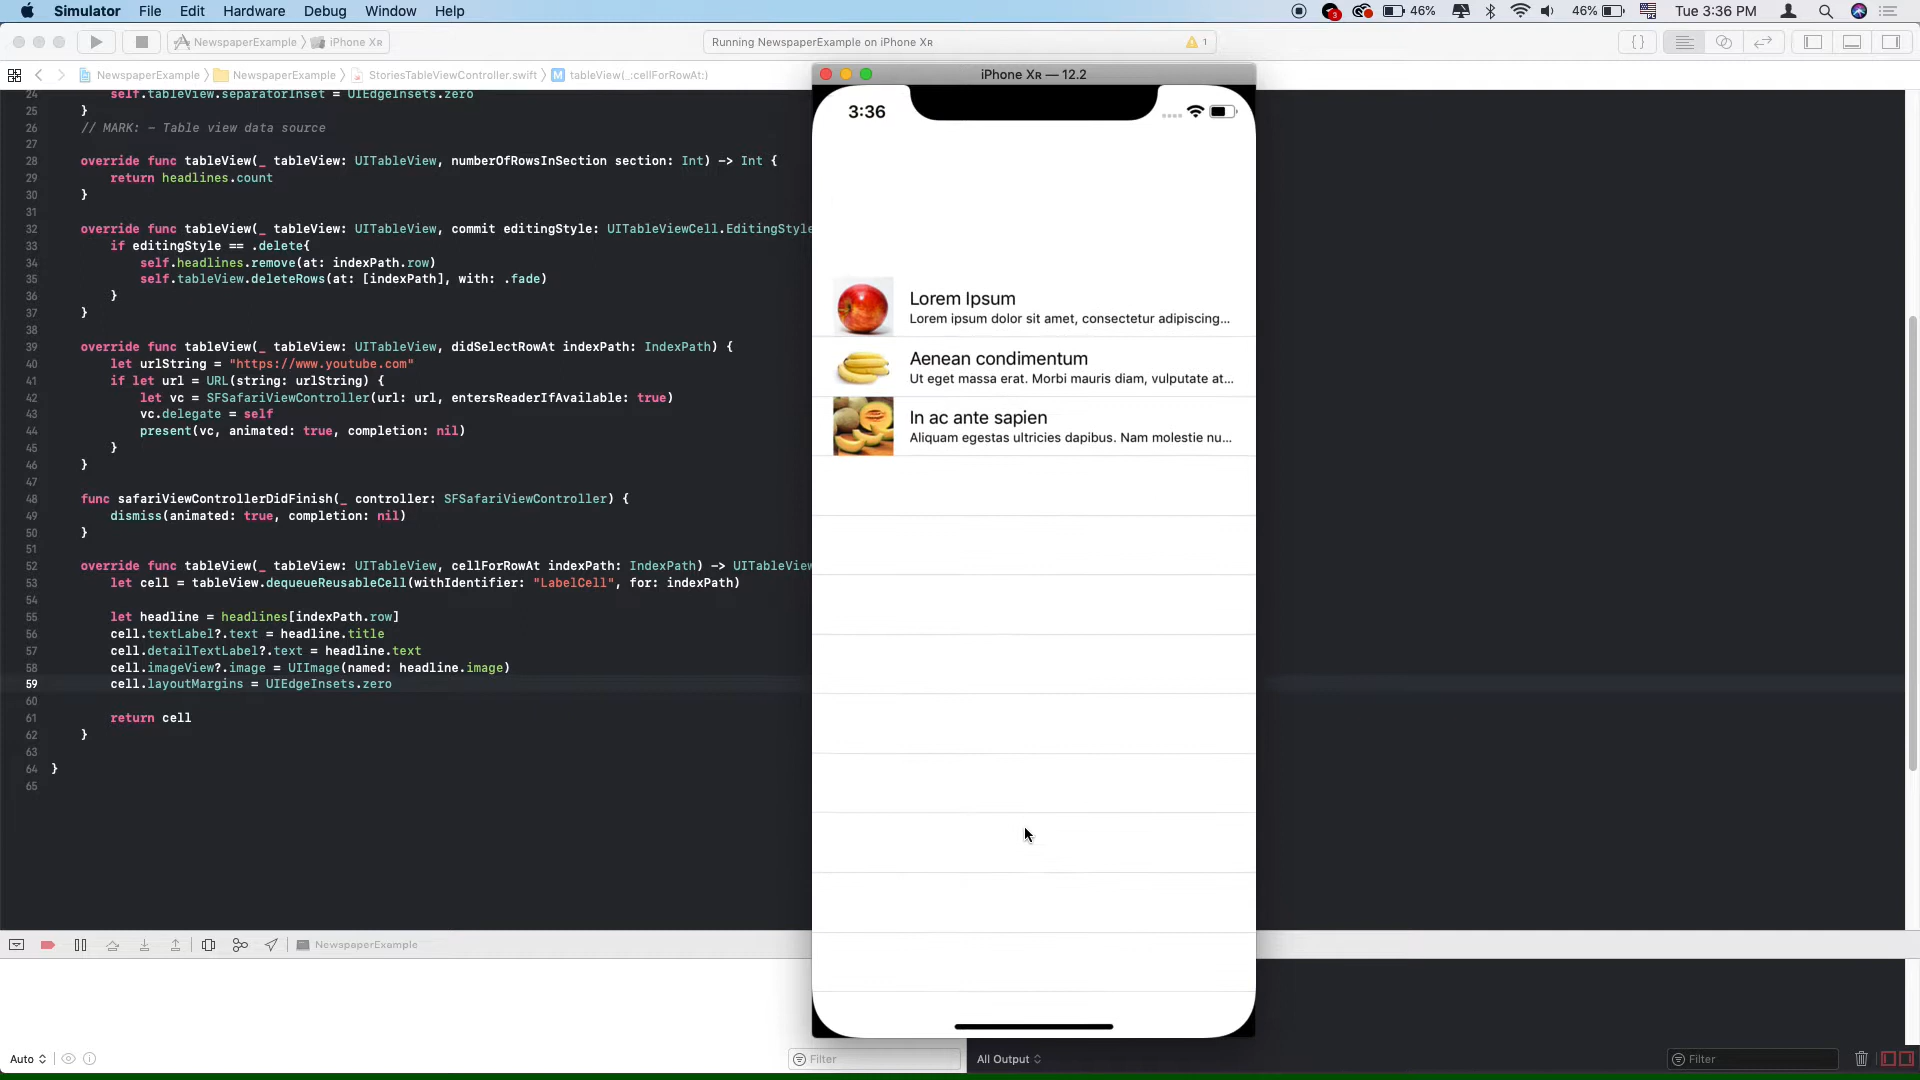 Simulator File Edit Hardware Debug Window Help
3 46% 46% Tue 3:36 PM
NewspaperExample iPhone XR
Running NewspaperExample on iPhone XR 1
NewspaperExample NewspaperExample StoriesTableViewController.swift M tableView(_:cellForRowAt:)
24 self.tableView.separatorInset = UIEdgeInsets.zero
25 }
26 // MARK: - Table view data source
27
28 override func tableView(_ tableView: UITableView, numberOfRowsInSection section: Int) -> Int {
29 return headlines.count
30 }
31
32 override func tableView(_ tableView: UITableView, commit editingStyle: UITableViewCell.EditingStyle
33 if editingStyle == .delete{
34 self.headlines.remove(at: indexPath.row)
35 self.tableView.deleteRows(at: [indexPath], with: .fade)
36 }
37 }
38
39 override func tableView(_ tableView: UITableView, didSelectRowAt indexPath: IndexPath) {
40 let urlString = "https://www.youtube.com"
41 if let url = URL(string: urlString) {
42 let vc = SFSafariViewController(url: url, entersReaderIfAvailable: true)
43 vc.delegate = self
44 present(vc, animated: true, completion: nil)
45 }
46 }
47
48 func safariViewControllerDidFinish(_ controller: SFSafariViewController) {
49 dismiss(animated: true, completion: nil)
50 }
51
52 override func tableView(_ tableView: UITableView, cellForRowAt indexPath: IndexPath) -> UITableView
53 let cell = tableView.dequeueReusableCell(withIdentifier: "LabelCell", for: indexPath)
54
55 let headline = headlines[indexPath.row]
56 cell.textLabel?.text = headline.title
57 cell.detailTextLabel?.text = headline.text
58 cell.imageView?.image = UIImage(named: headline.image)
59 cell.layoutMargins = UIEdgeInsets.zero
60
61 return cell
62 }
63
64 }
65
iPhone XR — 12.2
3:36
Lorem Ipsum
Lorem ipsum dolor sit amet, consectetur adipiscing...
Aenean condimentum
Ut eget massa erat. Morbi mauris diam, vulputate at...
In ac ante sapien
Aliquam egestas ultricies dapibus. Nam molestie nu...
NewspaperExample
Auto Filter All Output Filter